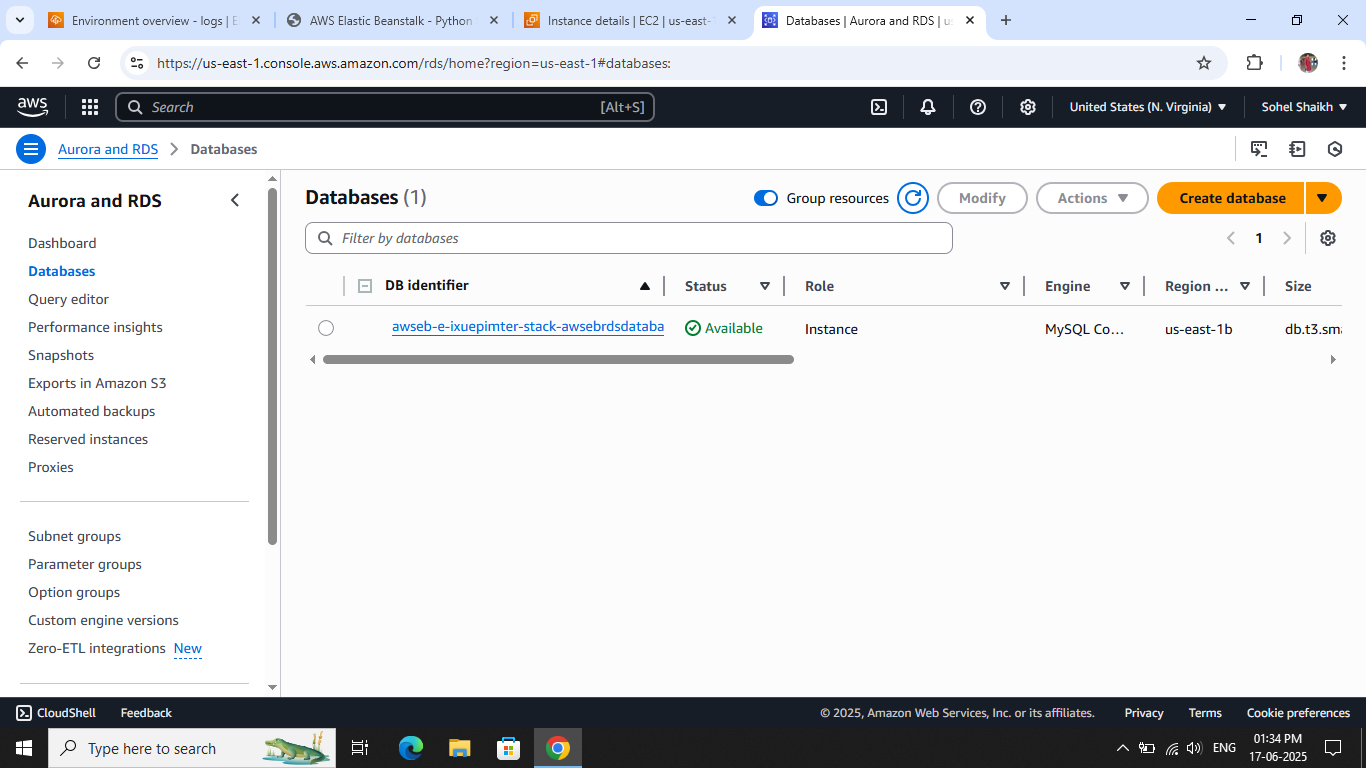 Environment overview - logs | E
AWS Elastic Beanstalk - Python
Instance details | EC2 | us-east-
Databases | Aurora and RDS | us
https://us-east-1.console.aws.amazon.com/rds/home?region=us-east-1#databases:
aws
Search
[Alt+S]
United States (N. Virginia)
Sohel Shaikh
Aurora and RDS
Databases
Aurora and RDS
Dashboard
Databases
Query editor
Performance insights
Snapshots
Exports in Amazon S3
Automated backups
Reserved instances
Proxies
Subnet groups
Parameter groups
Option groups
Custom engine versions
Zero-ETL integrations New
Databases (1)
Group resources
Modify
Actions
Create database
Filter by databases
1
DB identifier
Status
Role
Engine
Region ...
Size
awseb-e-ixuepimter-stack-awsebrdsdataba
Available
Instance
MySQL Co...
us-east-1b
db.t3.sma
CloudShell
Feedback
© 2025, Amazon Web Services, Inc. or its affiliates.
Privacy
Terms
Cookie preferences
Type here to search
ENG
01:34 PM
17-06-2025